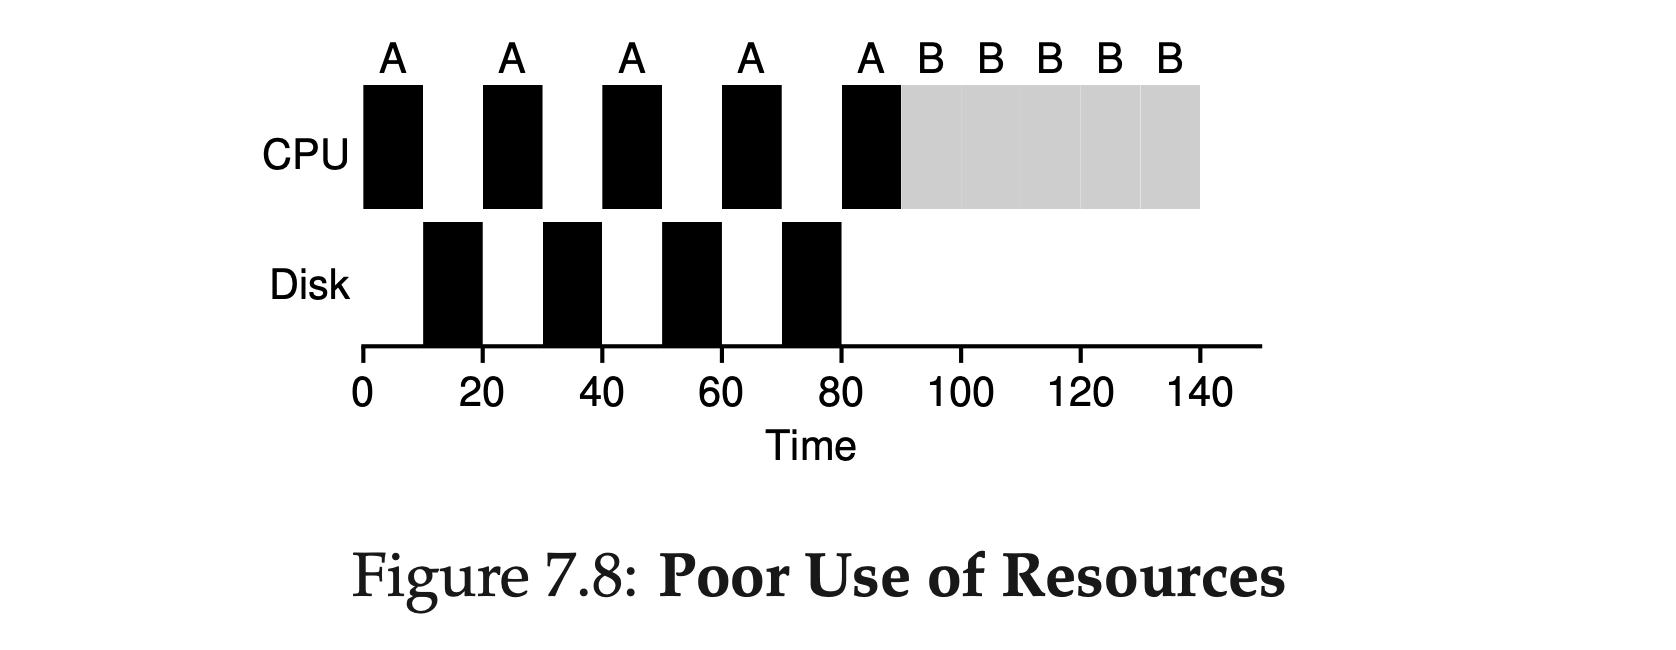 A A A A A B B B B B
CPU
Disk
0 20 40 60 80 100 120 140
Time
Figure 7.8: Poor Use of Resources